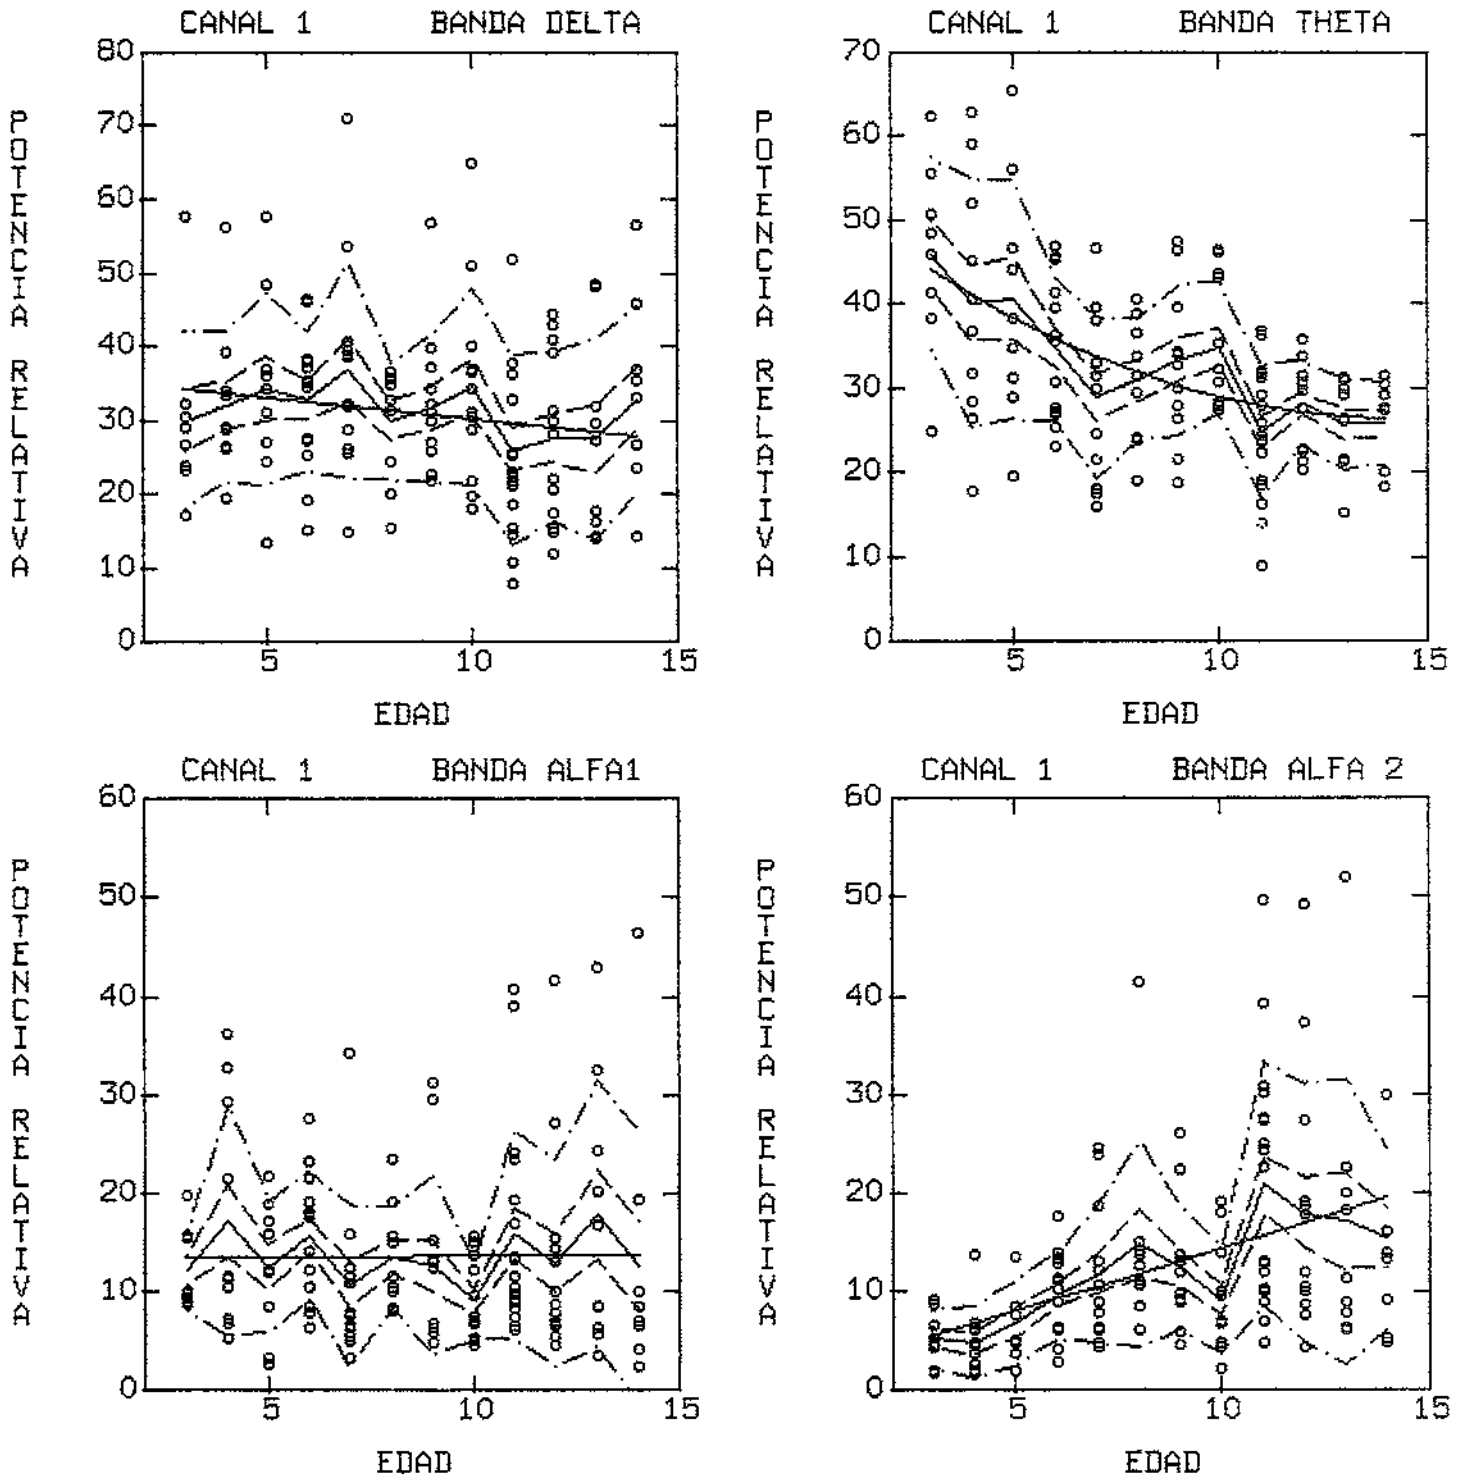 CANAL 1 BANDA DELTA
80
70
60
50
40
30
20
10
0
5 10 15
POTENCIA RELATIVA
EDAD
CANAL 1 BANDA THETA
70
60
50
40
30
20
10
0
5 10 15
POTENCIA RELATIVA
EDAD
CANAL 1 BANDA ALFA1
60
50
40
30
20
10
0
5 10 15
POTENCIA RELATIVA
EDAD
CANAL 1 BANDA ALFA 2
60
50
40
30
20
10
0
5 10 15
POTENCIA RELATIVA
EDAD